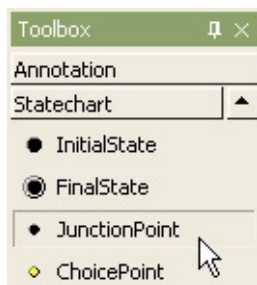 Toolbox
Annotation
Statechart
InitialState
FinalState
JunctionPoint
ChoicePoint